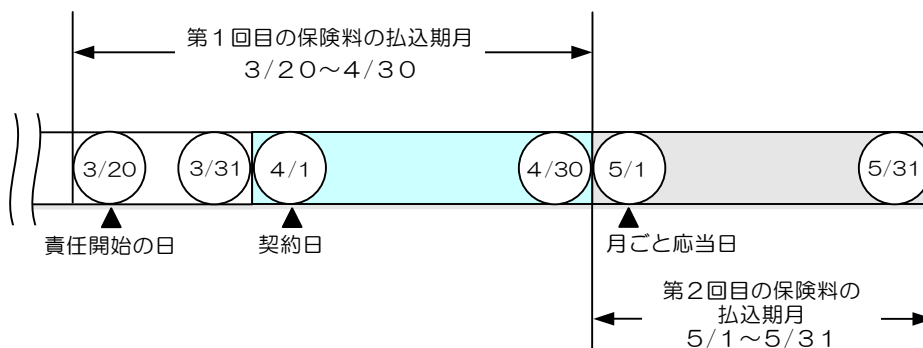 第１回目の保険料の払込期月
３/２０～４/３０
３/２０
３/３１
４/１
４/３０
５/１
５/３１
責任開始の日
契約日
月ごと応当日
第２回目の保険料の
払込期月
５/１～５/３１